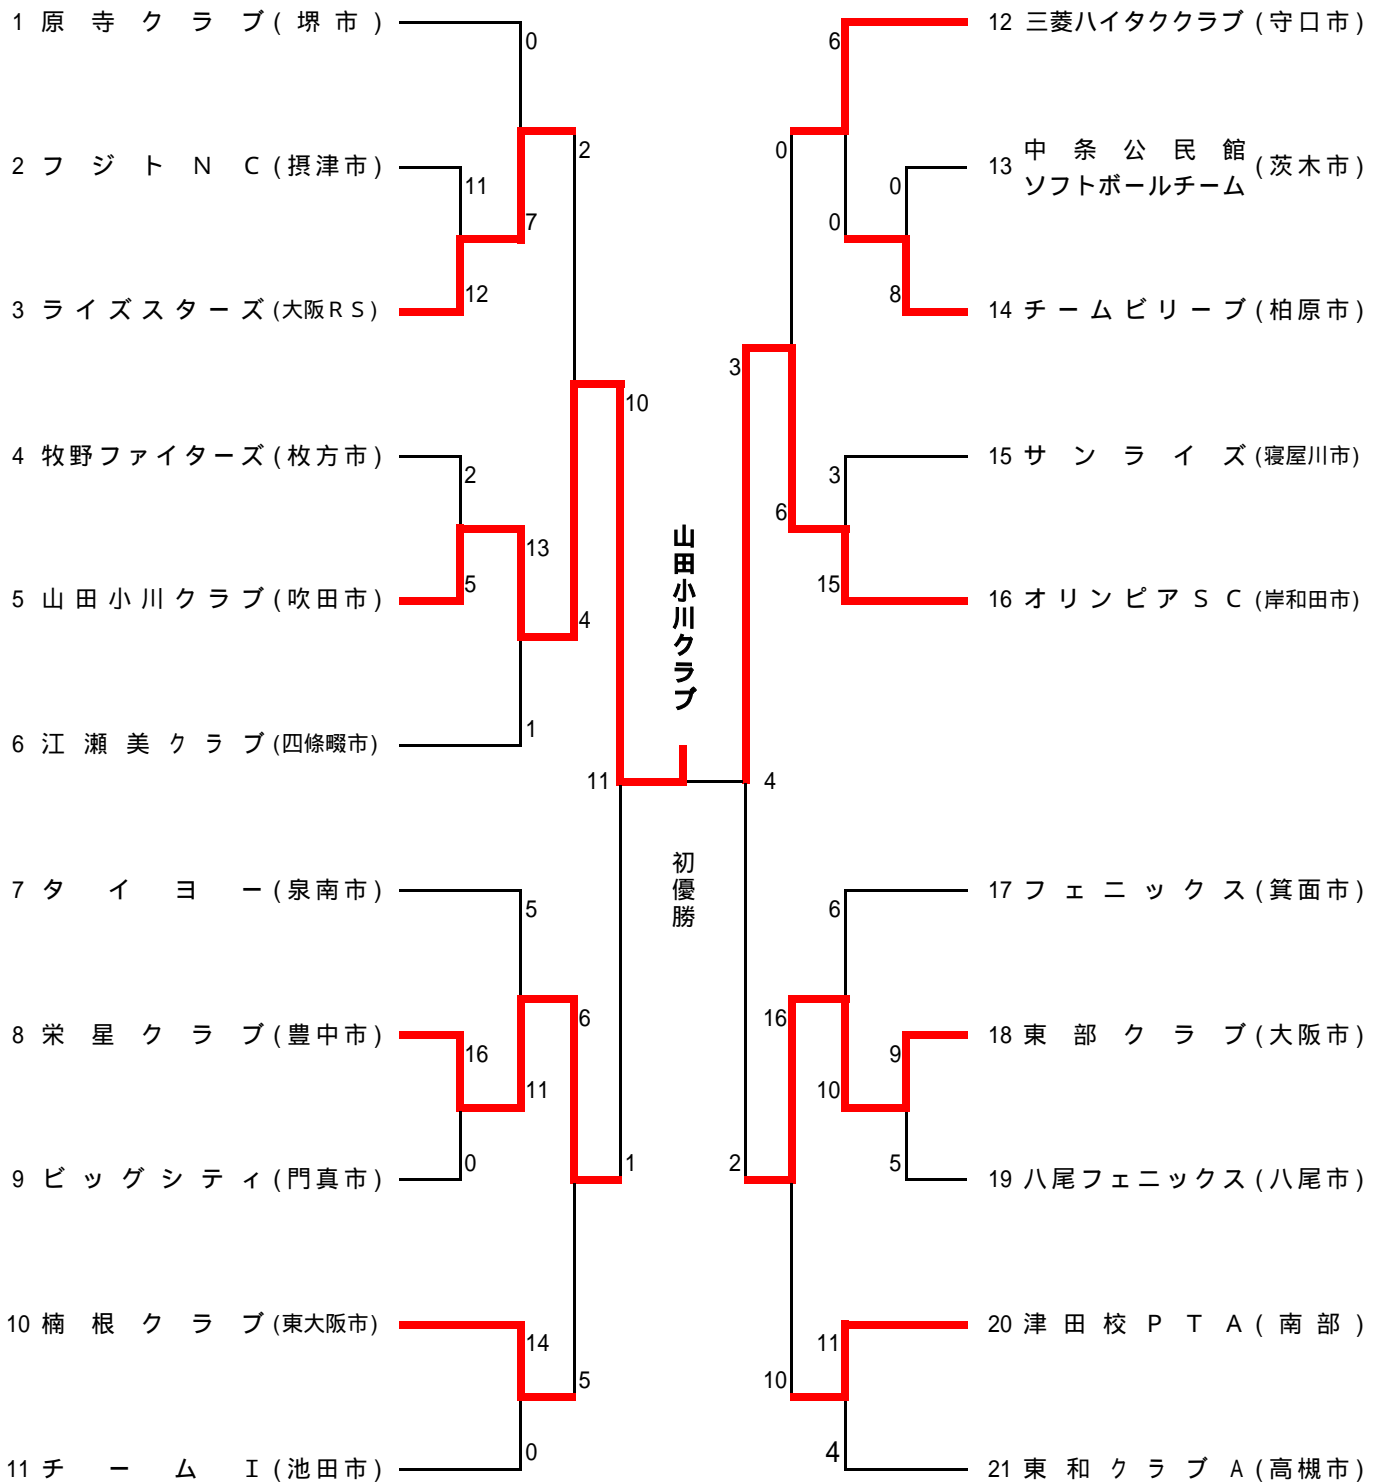 1 原寺クラブ(堺市)
0
2 フジトNC(摂津市)
2
11
7
3 ライズスターズ(大阪RS)
12
10
4 牧野ファイターズ(枚方市)
2
13
5 山田小川クラブ(吹田市)
5
4
6 江瀬美クラブ(四條畷市)
1
11
7 タイヨー(泉南市)
5
6
8 栄星クラブ(豊中市)
16
11
9 ビッグシティ(門真市)
0
1
10 楠根クラブ(東大阪市)
14
5
11 チームI(池田市)
0
山田小川クラブ
初優勝
12 三菱ハイタククラブ(守口市)
6
0
13 中条公民館
ソフトボールチーム(茨木市)
0
0
14 チームビリーブ(柏原市)
8
3
15 サンライズ(寝屋川市)
3
6
16 オリンピアSC(岸和田市)
15
4
17 フェニックス(箕面市)
6
16
18 東部クラブ(大阪市)
9
10
19 八尾フェニックス(八尾市)
5
2
20 津田校PTA(南部)
11
10
21 東和クラブA(高槻市)
4